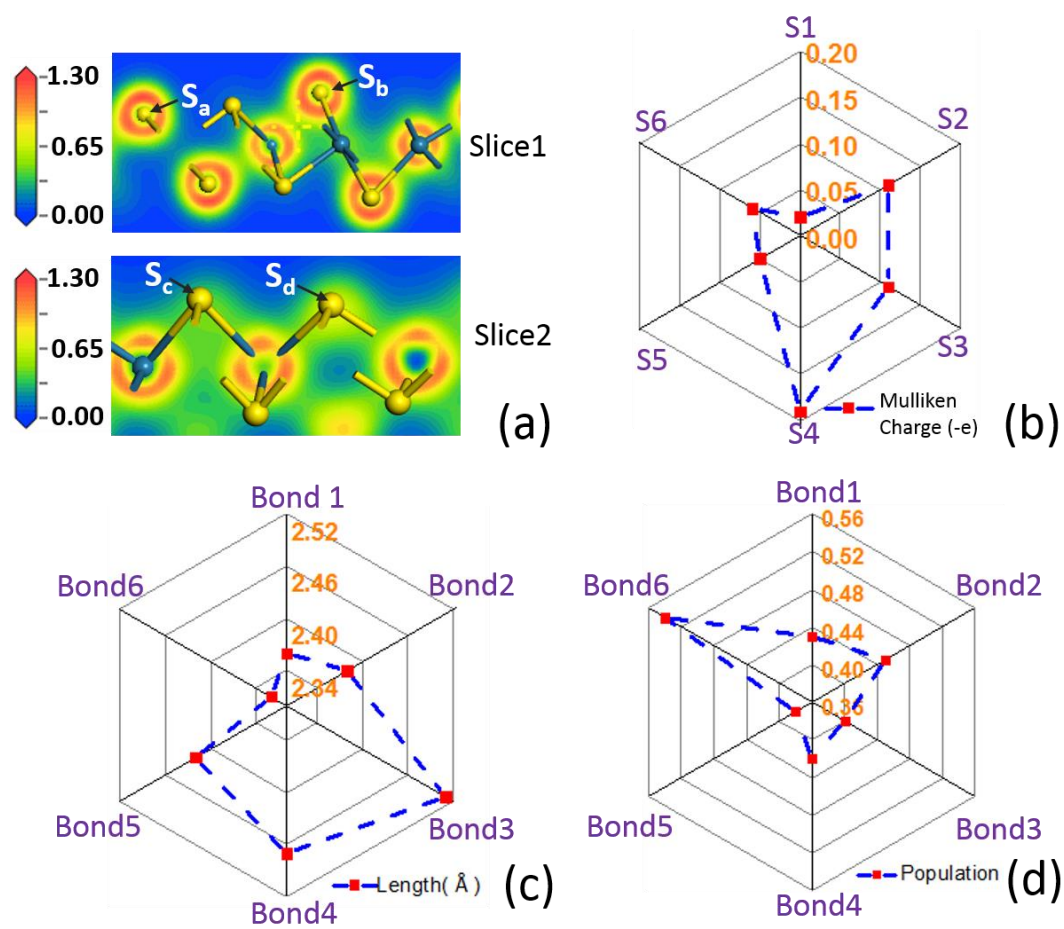 1.30
0.65
0.00
Sa
Sb
Slice1
1.30
0.65
0.00
Sc
Sd
Slice2
(a)
S1
0.20
0.15
0.10
0.05
0.00
S2
S3
S4
S5
S6
Mulliken
Charge (-e)
(b)
Bond 1
2.52
2.46
2.40
2.34
Bond2
Bond3
Bond4
Bond5
Bond6
Length( Å )
(c)
Bond1
0.56
0.52
0.48
0.44
0.40
0.36
Bond2
Bond3
Bond4
Bond5
Bond6
Population
(d)